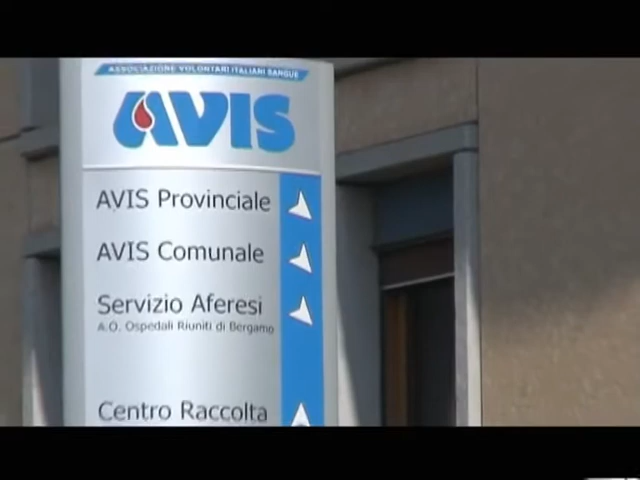 ASSOCIAZIONE VOLONTARI ITALIANI SANGUE
AVIS
AVIS Provinciale
AVIS Comunale
Servizio Aferesi
A.O. Ospedali Riuniti di Bergamo
Centro Raccolta